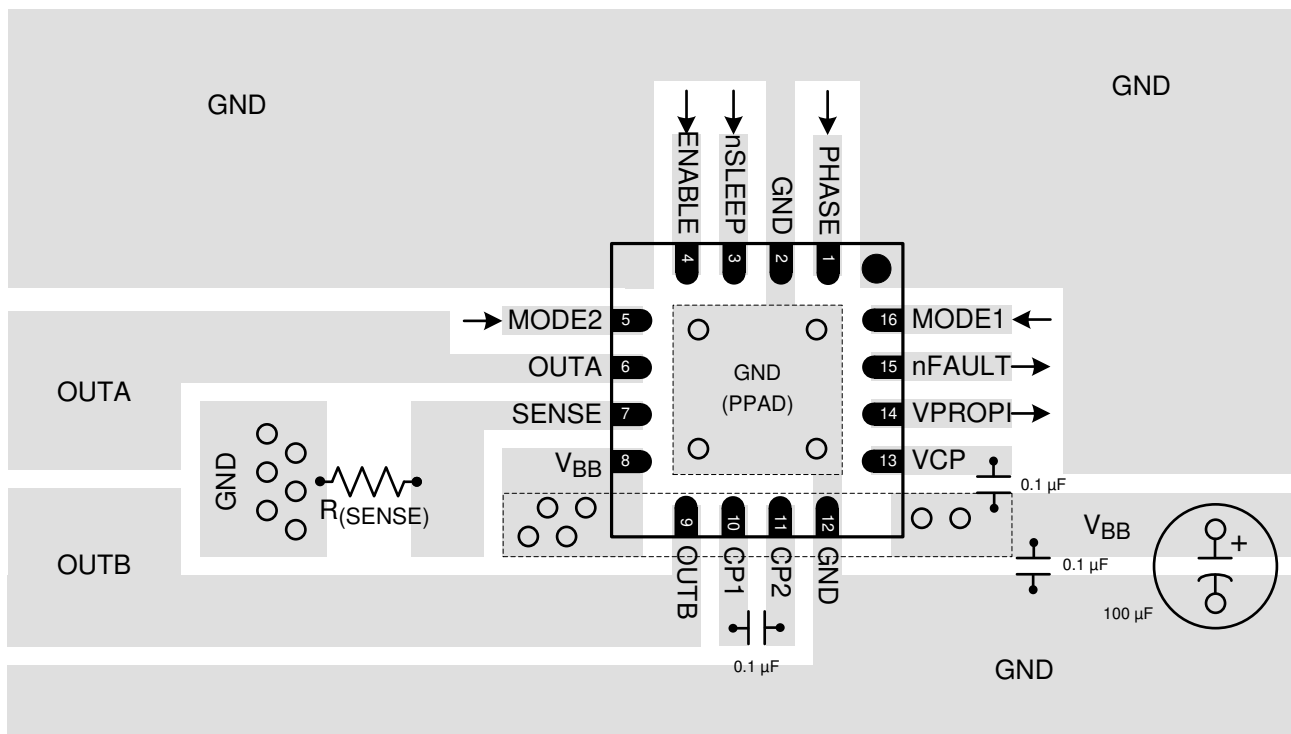 GND
GND
ENABLE
nSLEEP
GND
PHASE
4
3
2
1
MODE2
5
16
MODE1
OUTA
6
15
nFAULT
GND
(PPAD)
OUTA
SENSE
7
14
VPROPI
VBB
8
13
VCP
GND
R(SENSE)
0.1 µF
9
10
11
12
VBB
+
OUTB
OUTB
CP1
CP2
GND
0.1 µF
100 µF
0.1 µF
GND